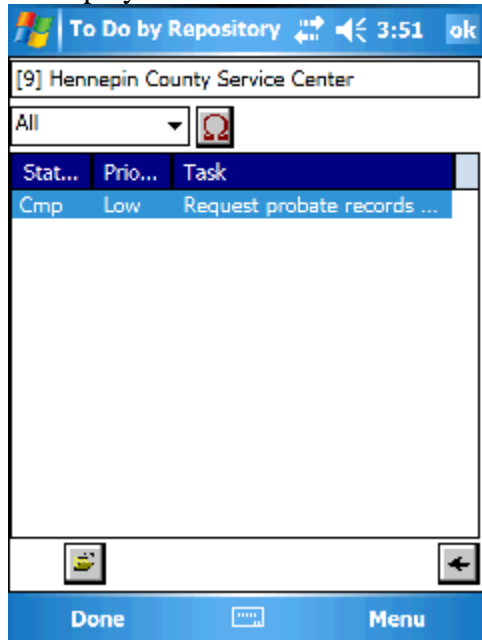 To Do by Repository 3:51 ok
[9] Hennepin County Service Center
All Ω
Stat... Prio... Task
Cmp Low Request probate records ...
Done Menu